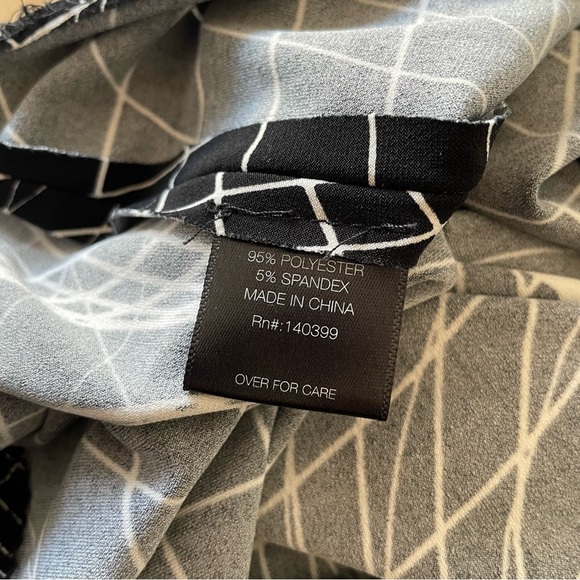 95% POLYESTER
5% SPANDEX
MADE IN CHINA
Rn#:140399
OVER FOR CARE